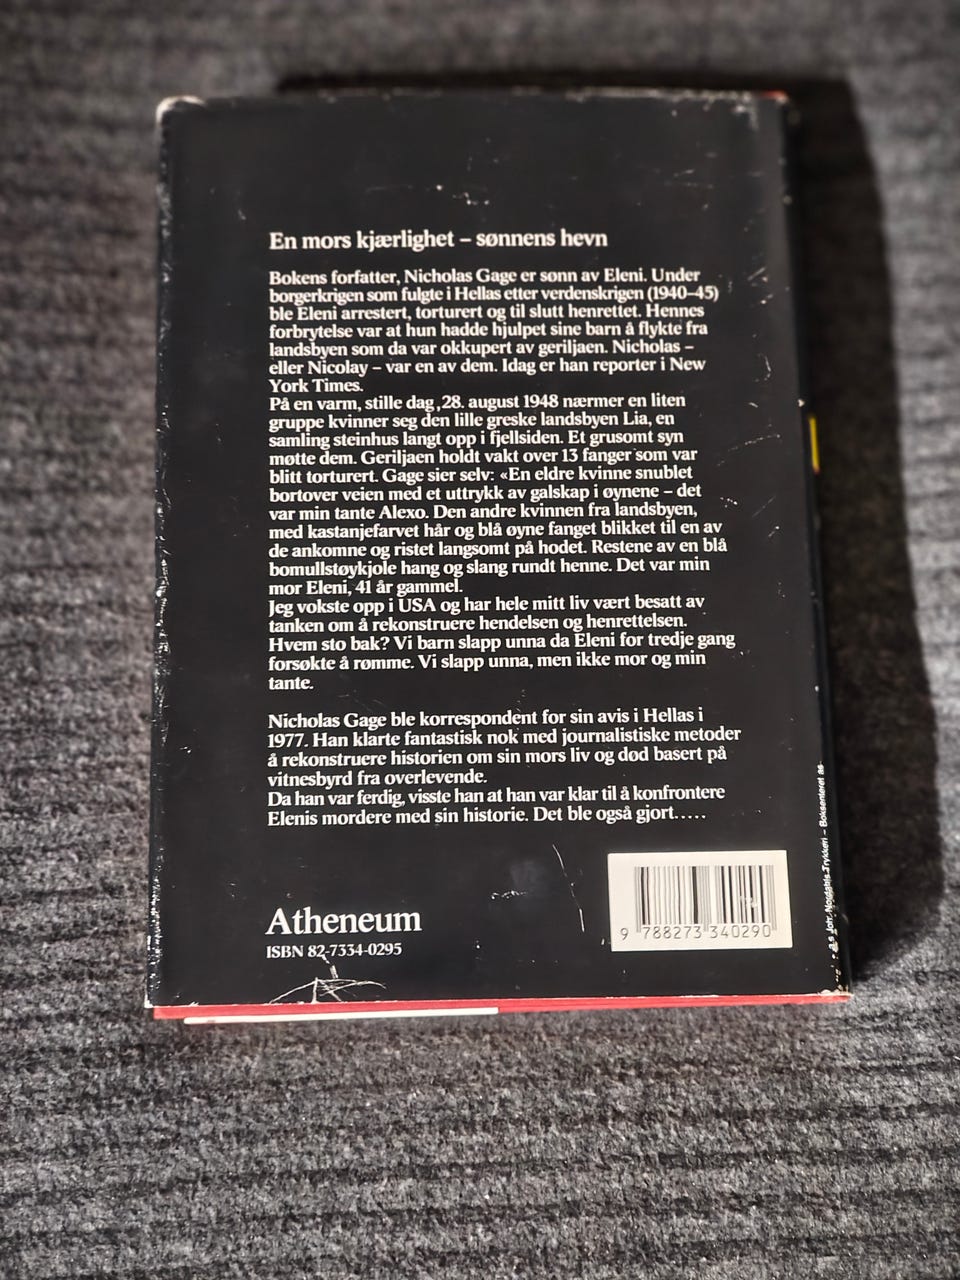 En mors kjærlighet – sønnens hevn
Bokens forfatter, Nicholas Gage er sønn av Eleni. Under
borgerkrigen som fulgte i Hellas etter verdenskrigen (1940–45)
ble Eleni arrestert, torturert og til slutt henrettet. Hennes
forbrytelse var at hun hadde hjulpet sine barn å flykte fra
landsbyen som da var okkupert av geriljaen. Nicholas –
eller Nicolay – var en av dem. Idag er han reporter i New
York Times.
På en varm, stille dag, 28. august 1948 nærmer en liten
gruppe kvinner seg den lille greske landsbyen Lia, en
samling steinhus langt opp i fjellsiden. Et grusomt syn
møtte dem. Geriljaen holdt vakt over 13 fanger som var
blitt torturert. Gage sier selv: «En eldre kvinne snublet
bortover veien med et uttrykk av galskap i øynene – det
var min tante Alexo. Den andre kvinnen fra landsbyen,
med kastanjefarvet hår og blå øyne fanget blikket til en av
de ankomne og ristet langsomt på hodet. Restene av en blå
bomullstøykjole hang og slang rundt henne. Det var min
mor Eleni, 41 år gammel.
Jeg vokste opp i USA og har hele mitt liv vært besatt av
tanken om å rekonstruere hendelsen og henrettelsen.
Hvem sto bak? Vi barn slapp unna da Eleni for tredje gang
forsøkte å rømme. Vi slapp unna, men ikke mor og min
tante.
Nicholas Gage ble korrespondent for sin avis i Hellas i
1977. Han klarte fantastisk nok med journalistiske metoder
å rekonstruere historien om sin mors liv og død basert på
vitnesbyrd fra overlevende.
Da han var ferdig, visste han at han var klar til å konfrontere
Elenis mordere med sin historie. Det ble også gjort.....
Atheneum
ISBN 82-7334-0295
9 788273 340290
a.s Joh. Nordahls Trykkeri – Boksenteret as